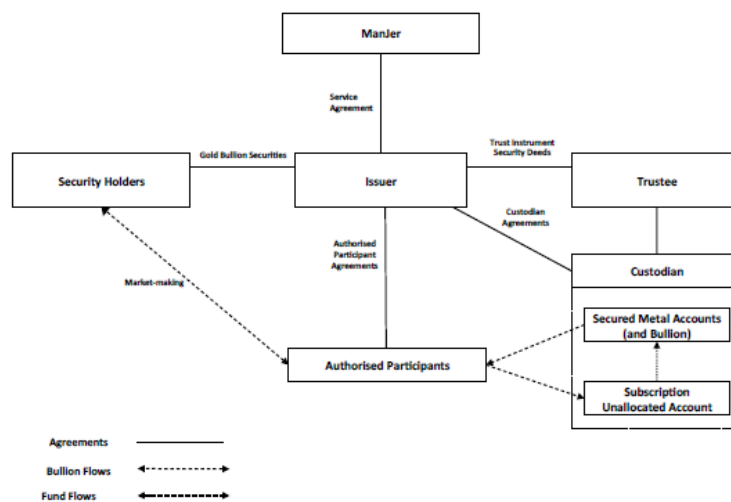 ManJer
Service
Agreement
Gold Bullion Securities
Trust Instrument
Security Deeds
Security Holders
Issuer
Trustee
Custodian
Agreements
Authorised
Participant
Agreements
Custodian
Market-making
Secured Metal Accounts
(and Bullion)
Authorised Participants
Subscription
Unallocated Account
Agreements
Bullion Flows
Fund Flows